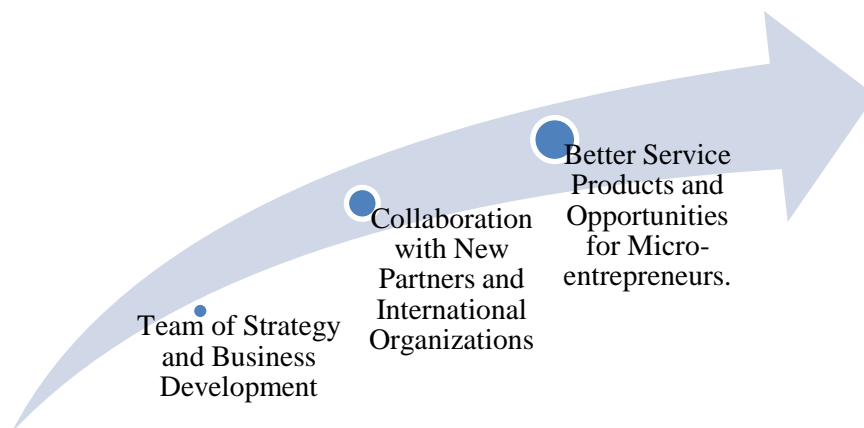 Team of Strategy
and Business
Development
Collaboration
with New
Partners and
International
Organizations
Better Service
Products and
Opportunities
for Micro-
entrepreneurs.